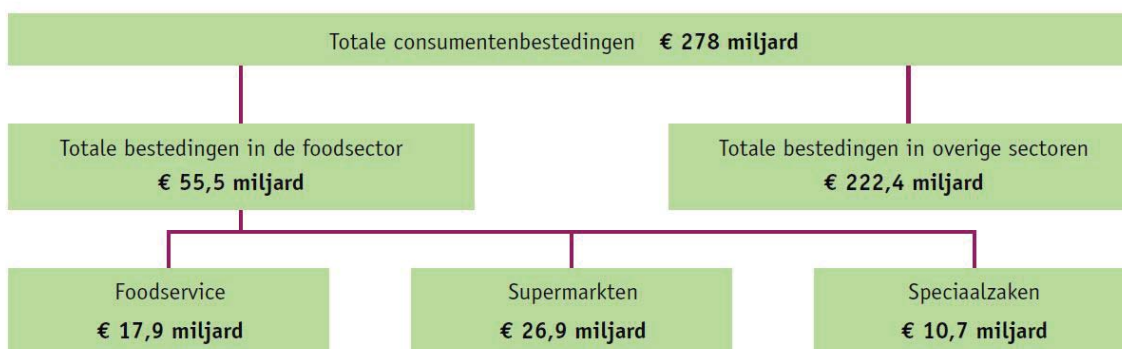 Totale consumentenbestedingen € 278 miljard
Totale bestedingen in de foodsector
€ 55,5 miljard
Totale bestedingen in overige sectoren
€ 222,4 miljard
Foodservice
€ 17,9 miljard
Supermarkten
€ 26,9 miljard
Speciaalzaken
€ 10,7 miljard